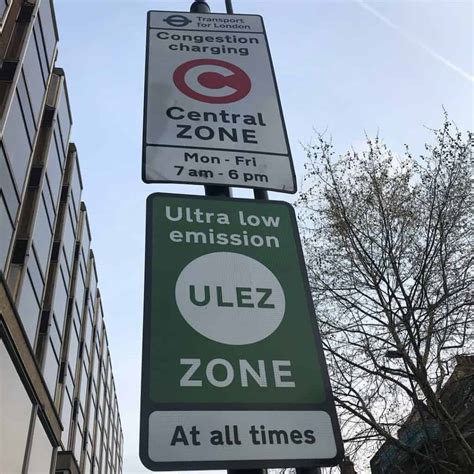 Transport
for London
Congestion
charging
C
Central
ZONE
Mon - Fri
7 am - 6 pm
Ultra low
emission
ULEZ
ZONE
At all times